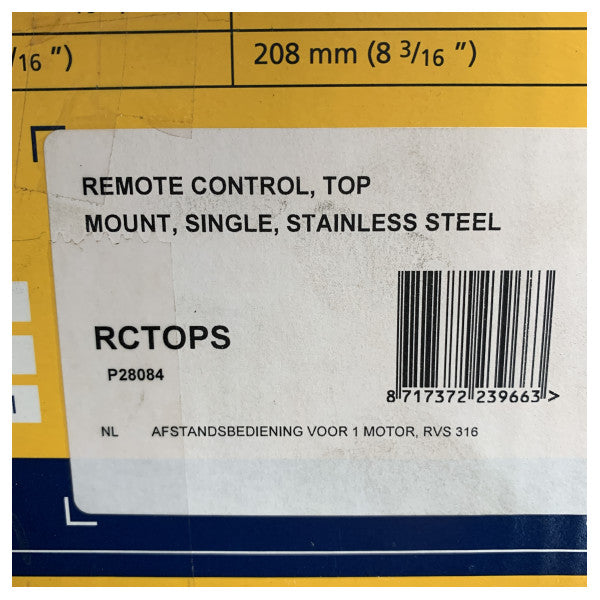 /16 ″)
208 mm (8 3/16 ″)
REMOTE CONTROL, TOP
MOUNT, SINGLE, STAINLESS STEEL
RCTOPS
P28084
8 717372 239663 >
NL AFSTANDSBEDIENING VOOR 1 MOTOR, RVS 316